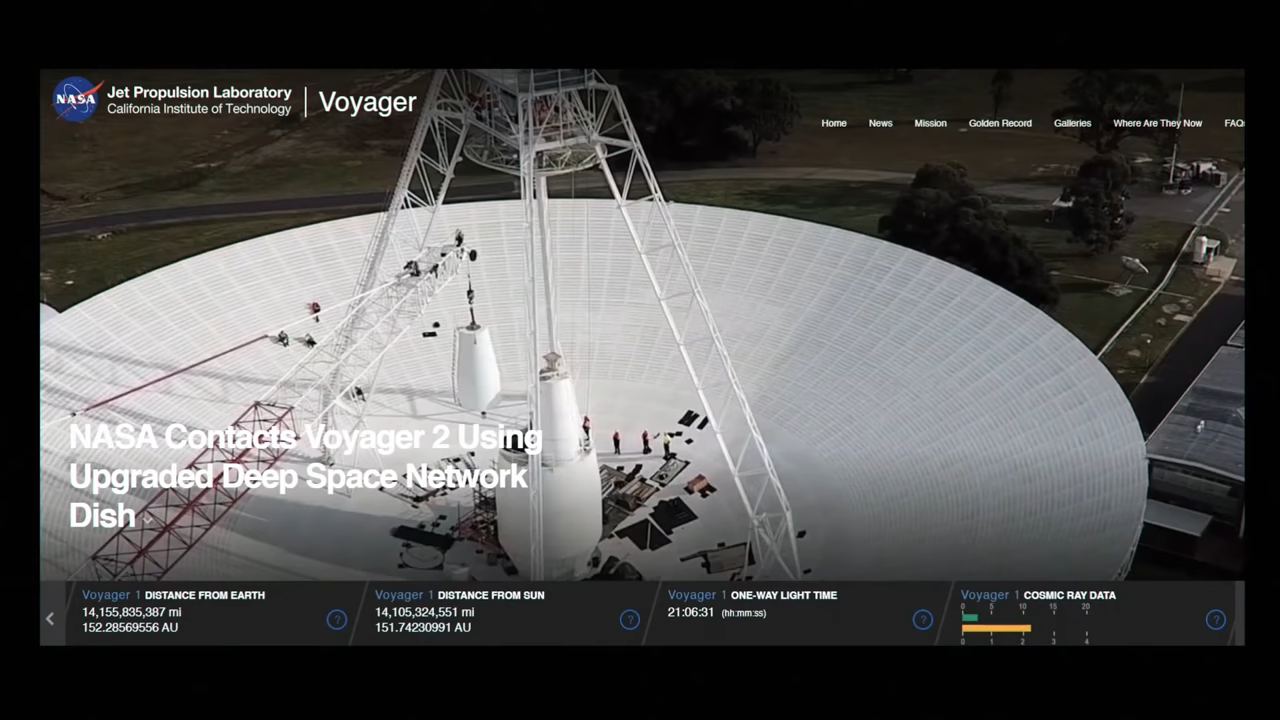 NASA
Jet Propulsion Laboratory
California Institute of Technology
Voyager
Home News Mission Golden Record Galleries Where Are They Now FAQs
NASA Contacts Voyager 2 Using
Upgraded Deep Space Network
Dish
Voyager 1 DISTANCE FROM EARTH
14,155,835,387 mi
152.28569556 AU
?
Voyager 1 DISTANCE FROM SUN
14,105,324,551 mi
151.74230991 AU
?
Voyager 1 ONE-WAY LIGHT TIME
21:06:31 (hh:mm:ss)
?
Voyager 1 COSMIC RAY DATA
0 5 10 15 20
0 1 2 3 4
?